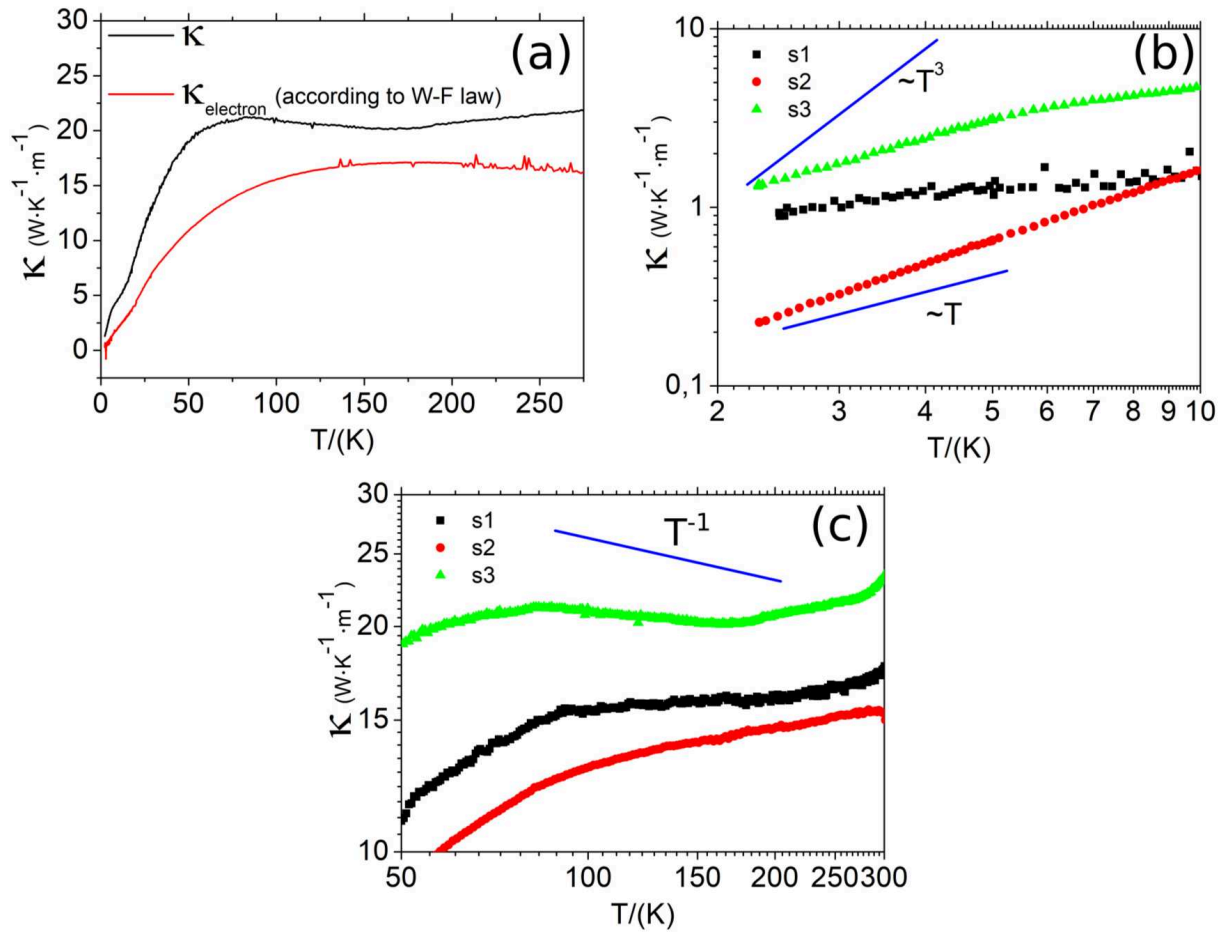 (a)
κ
κelectron (according to W-F law)
30
25
20
15
10
5
0
κ (W·K-1·m-1)
0 50 100 150 200 250
T/(K)
(b)
s1
s2
s3
~T3
~T
10
1
0,1
κ (W·K-1·m-1)
2 3 4 5 6 7 8 9 10
T/(K)
(c)
s1
s2
s3
T-1
30
25
20
15
10
κ (W·K-1·m-1)
50 100 150 200 250 300
T/(K)